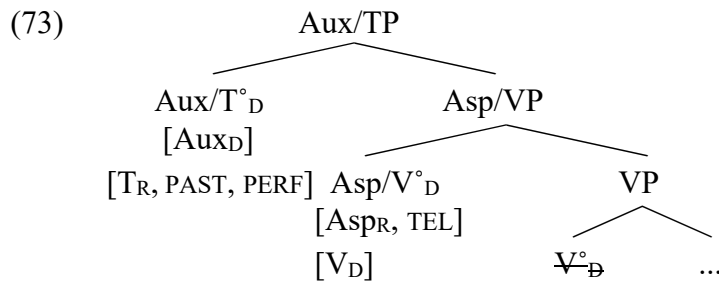 (73) Aux/TP
Aux/T°D Asp/VP
[AuxD]
[TR, PAST, PERF] Asp/V°D VP
[AspR, TEL]
[VD] V°D ...